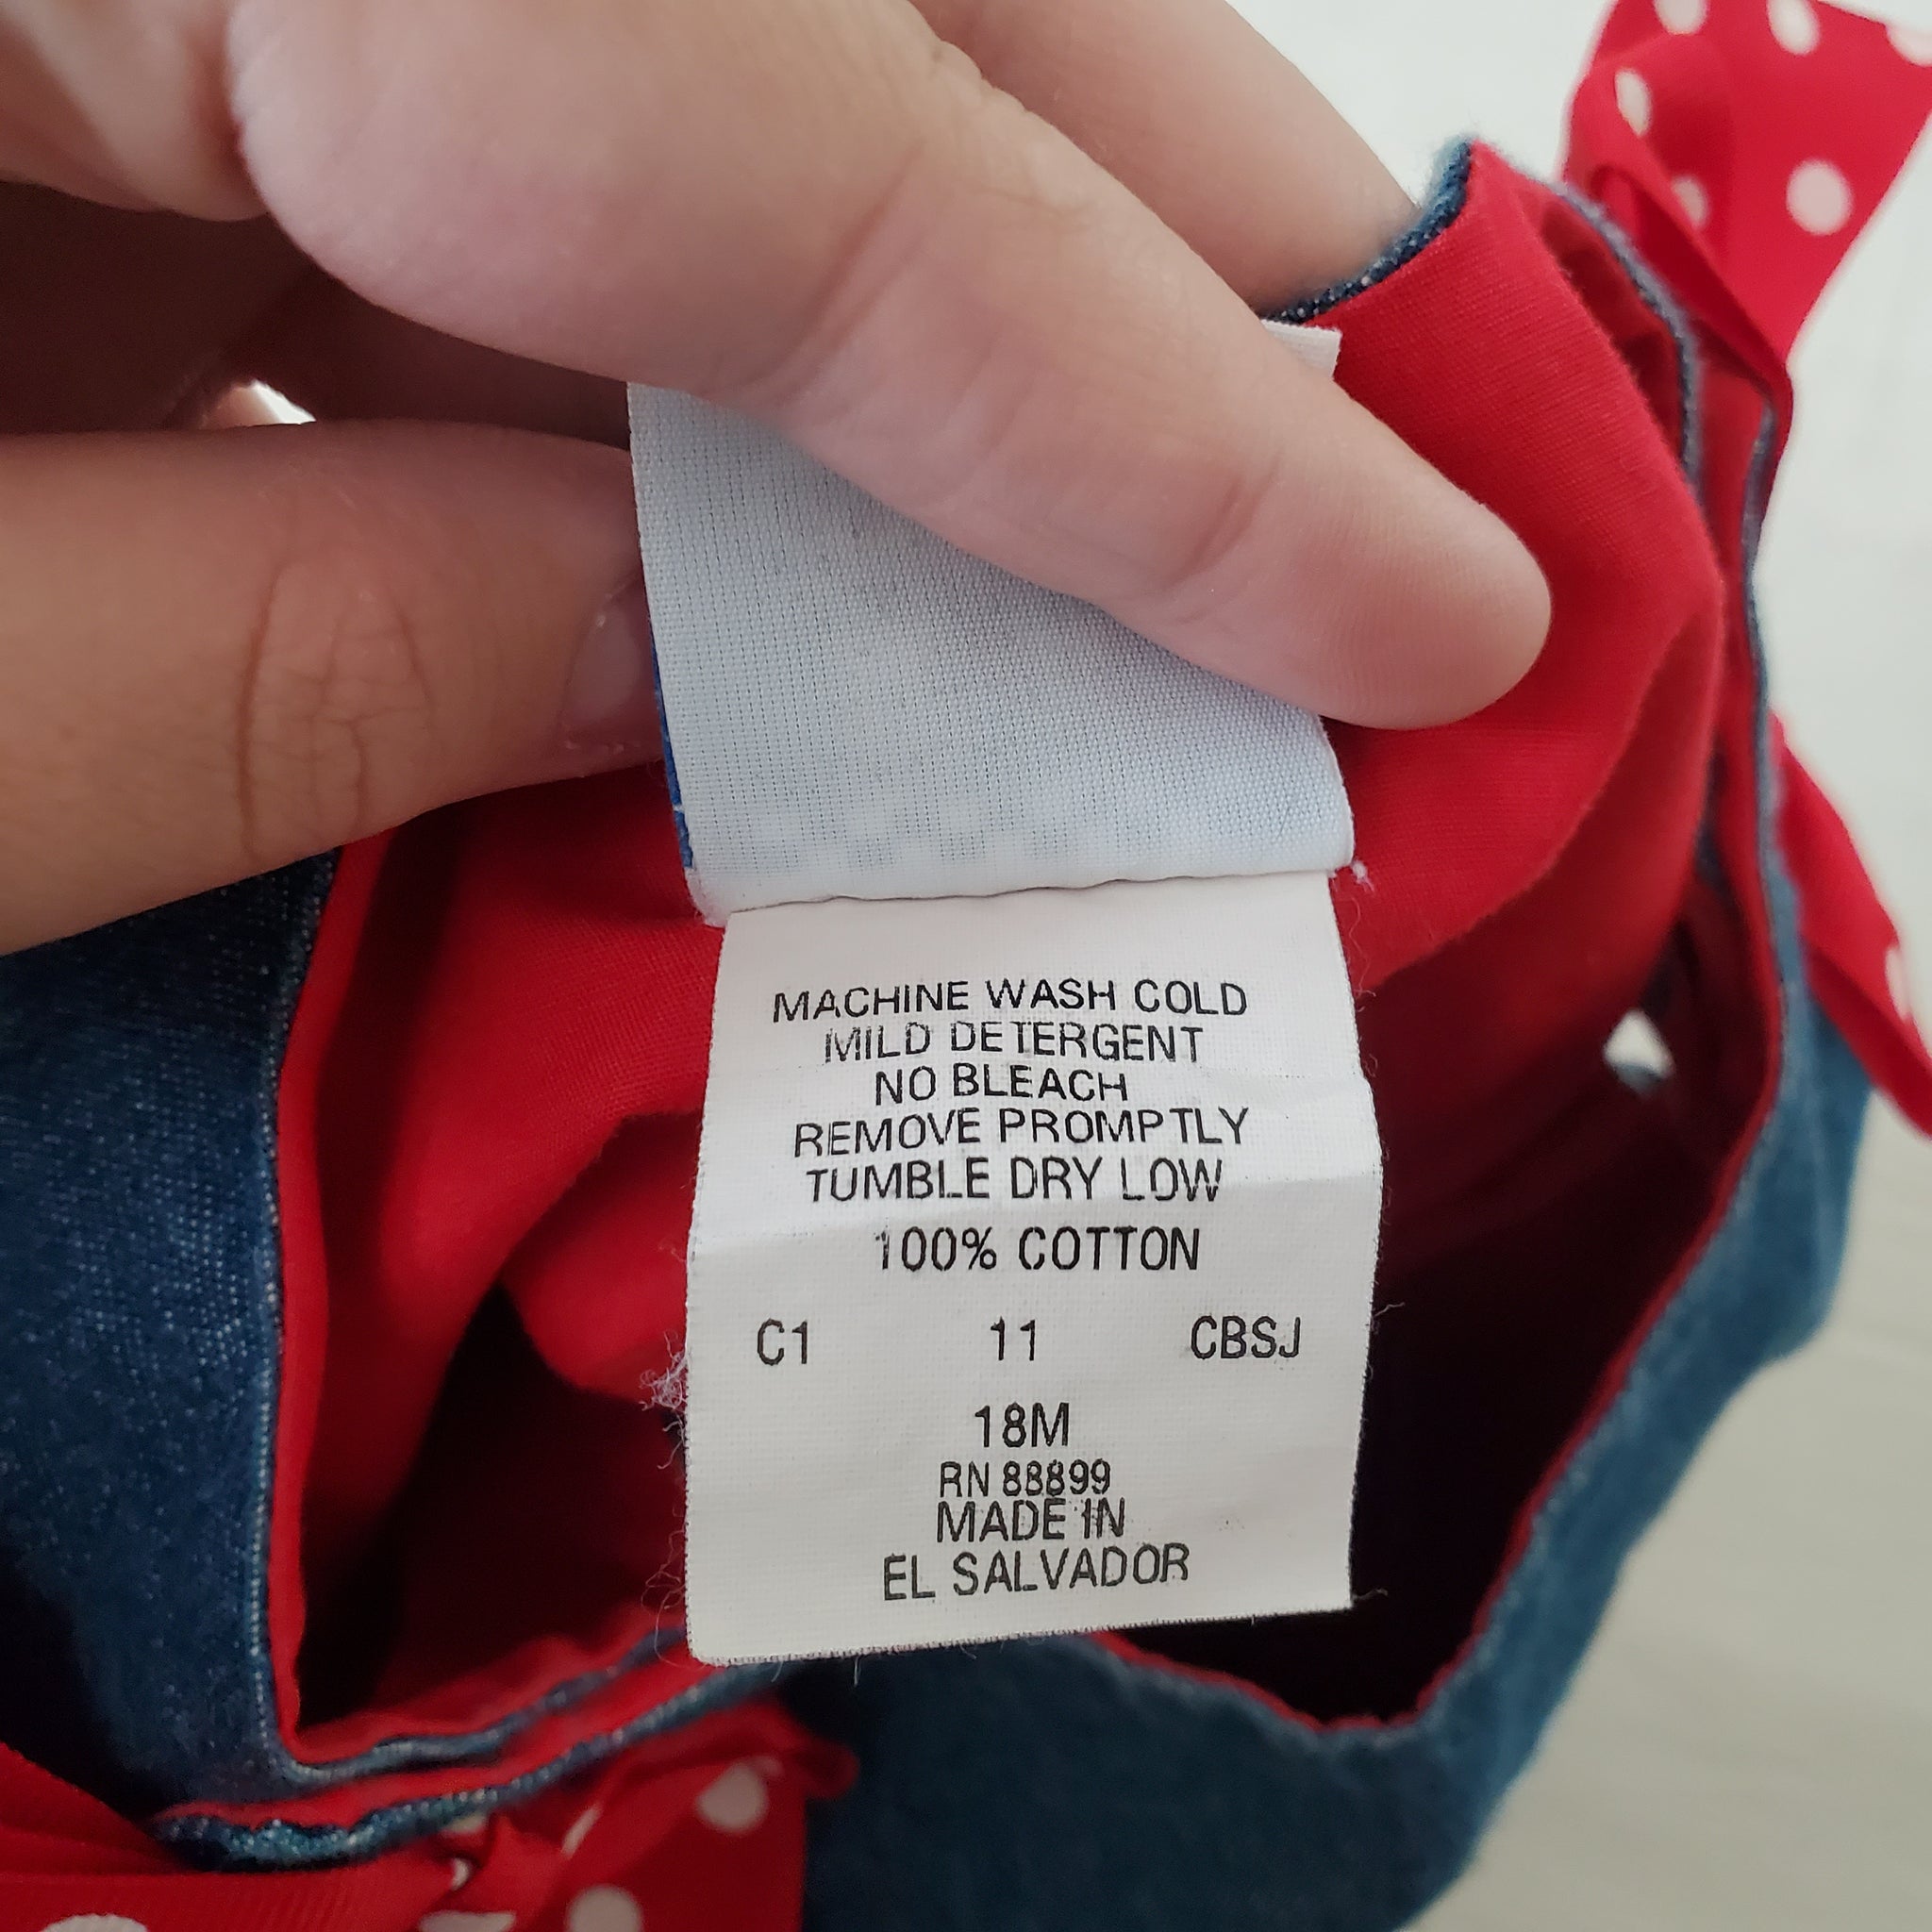 MACHINE WASH COLD
MILD DETERGENT
NO BLEACH
REMOVE PROMPTLY
TUMBLE DRY LOW
100% COTTON
C1 11 CBSJ
18M
RN 88899
MADE IN
EL SALVADOR